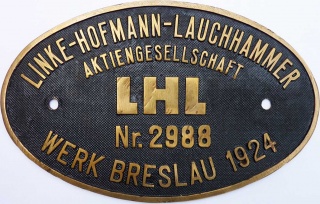 LINKE-HOFMANN-LAUCHHAMMER
AKTIENGESELLSCHAFT
LHL
Nr. 2988
WERK BRESLAU 1924